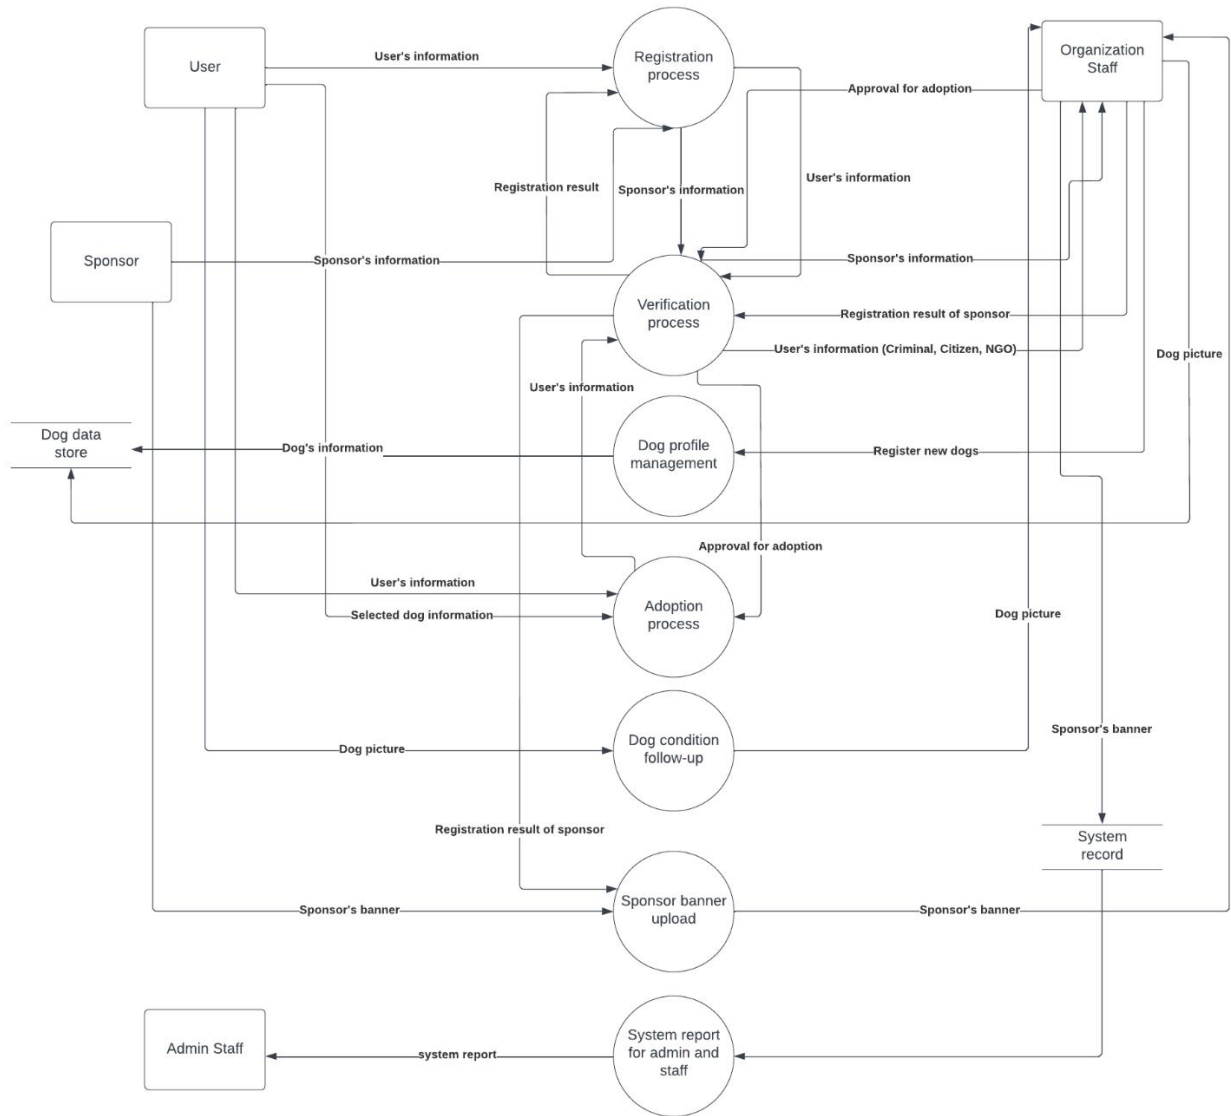 User
User's information
Registration
process
Organization
Staff
Approval for adoption
Registration result
Sponsor's information
User's information
Sponsor
Sponsor's information
Sponsor's information
Verification
process
Registration result of sponsor
User's information (Criminal, Citizen, NGO)
Dog picture
User's information
Dog data
store
Dog's information
Dog profile
management
Register new dogs
Approval for adoption
User's information
Selected dog information
Adoption
process
Dog picture
Dog picture
Dog condition
follow-up
Sponsor's banner
Registration result of sponsor
System
record
Sponsor's banner
Sponsor banner
upload
Sponsor's banner
Admin Staff
system report
System report
for admin and
staff